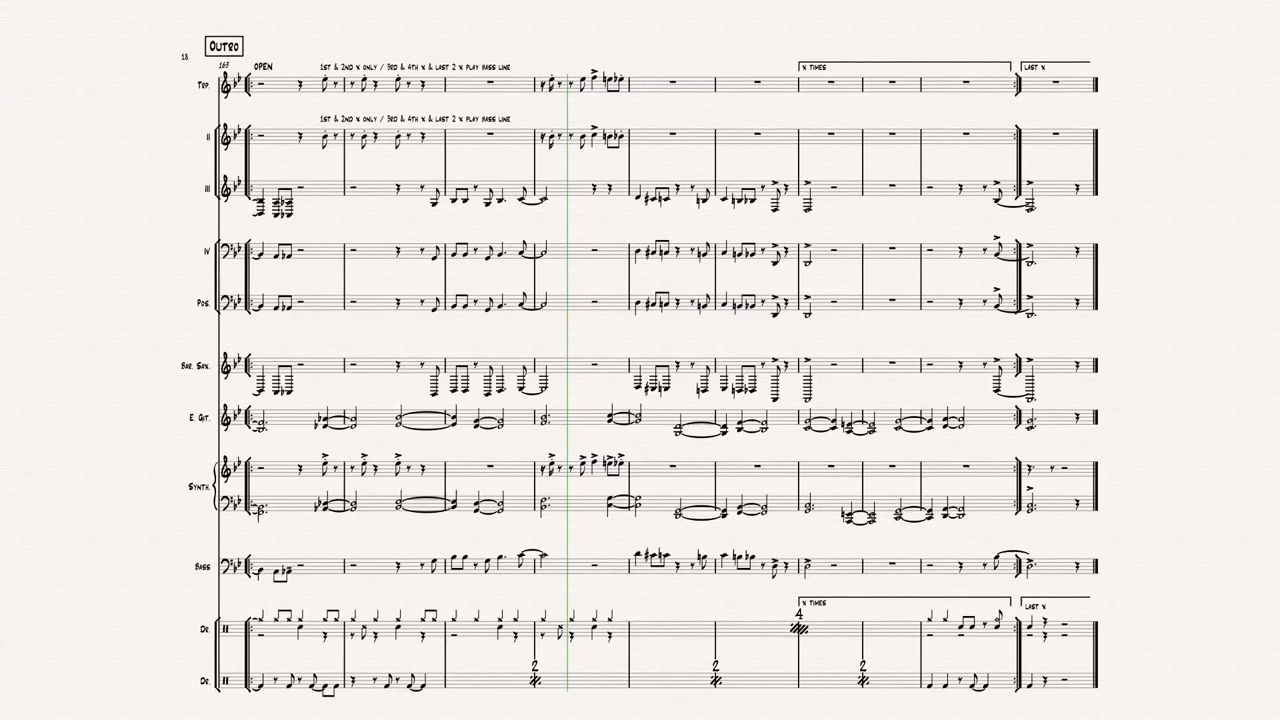 OUTRO
18
163
OPEN
1ST & 2ND X ONLY / 3RD & 4TH X & LAST 2 X PLAY BASS LINE
X TIMES
LAST X
TRP.
1ST & 2ND X ONLY / 3RD & 4TH X & LAST 2 X PLAY BASS LINE
II
III
IV
POS.
BAR. SAX.
E. GIT.
SYNTH.
BASS
X TIMES
LAST X
4
DR.
2
2
2
DR.